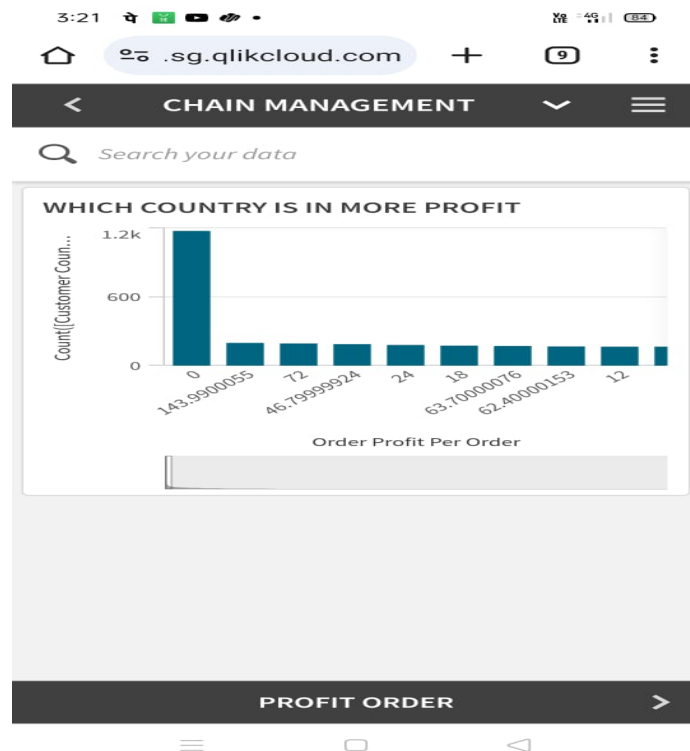 3:21
.sg.qlikcloud.com
9
CHAIN MANAGEMENT
Search your data
WHICH COUNTRY IS IN MORE PROFIT
Count([Customer Coun...
1.2k
600
0
0
143.9900055
72
46.79999924
24
18
63.70000076
62.40000153
12
Order Profit Per Order
PROFIT ORDER